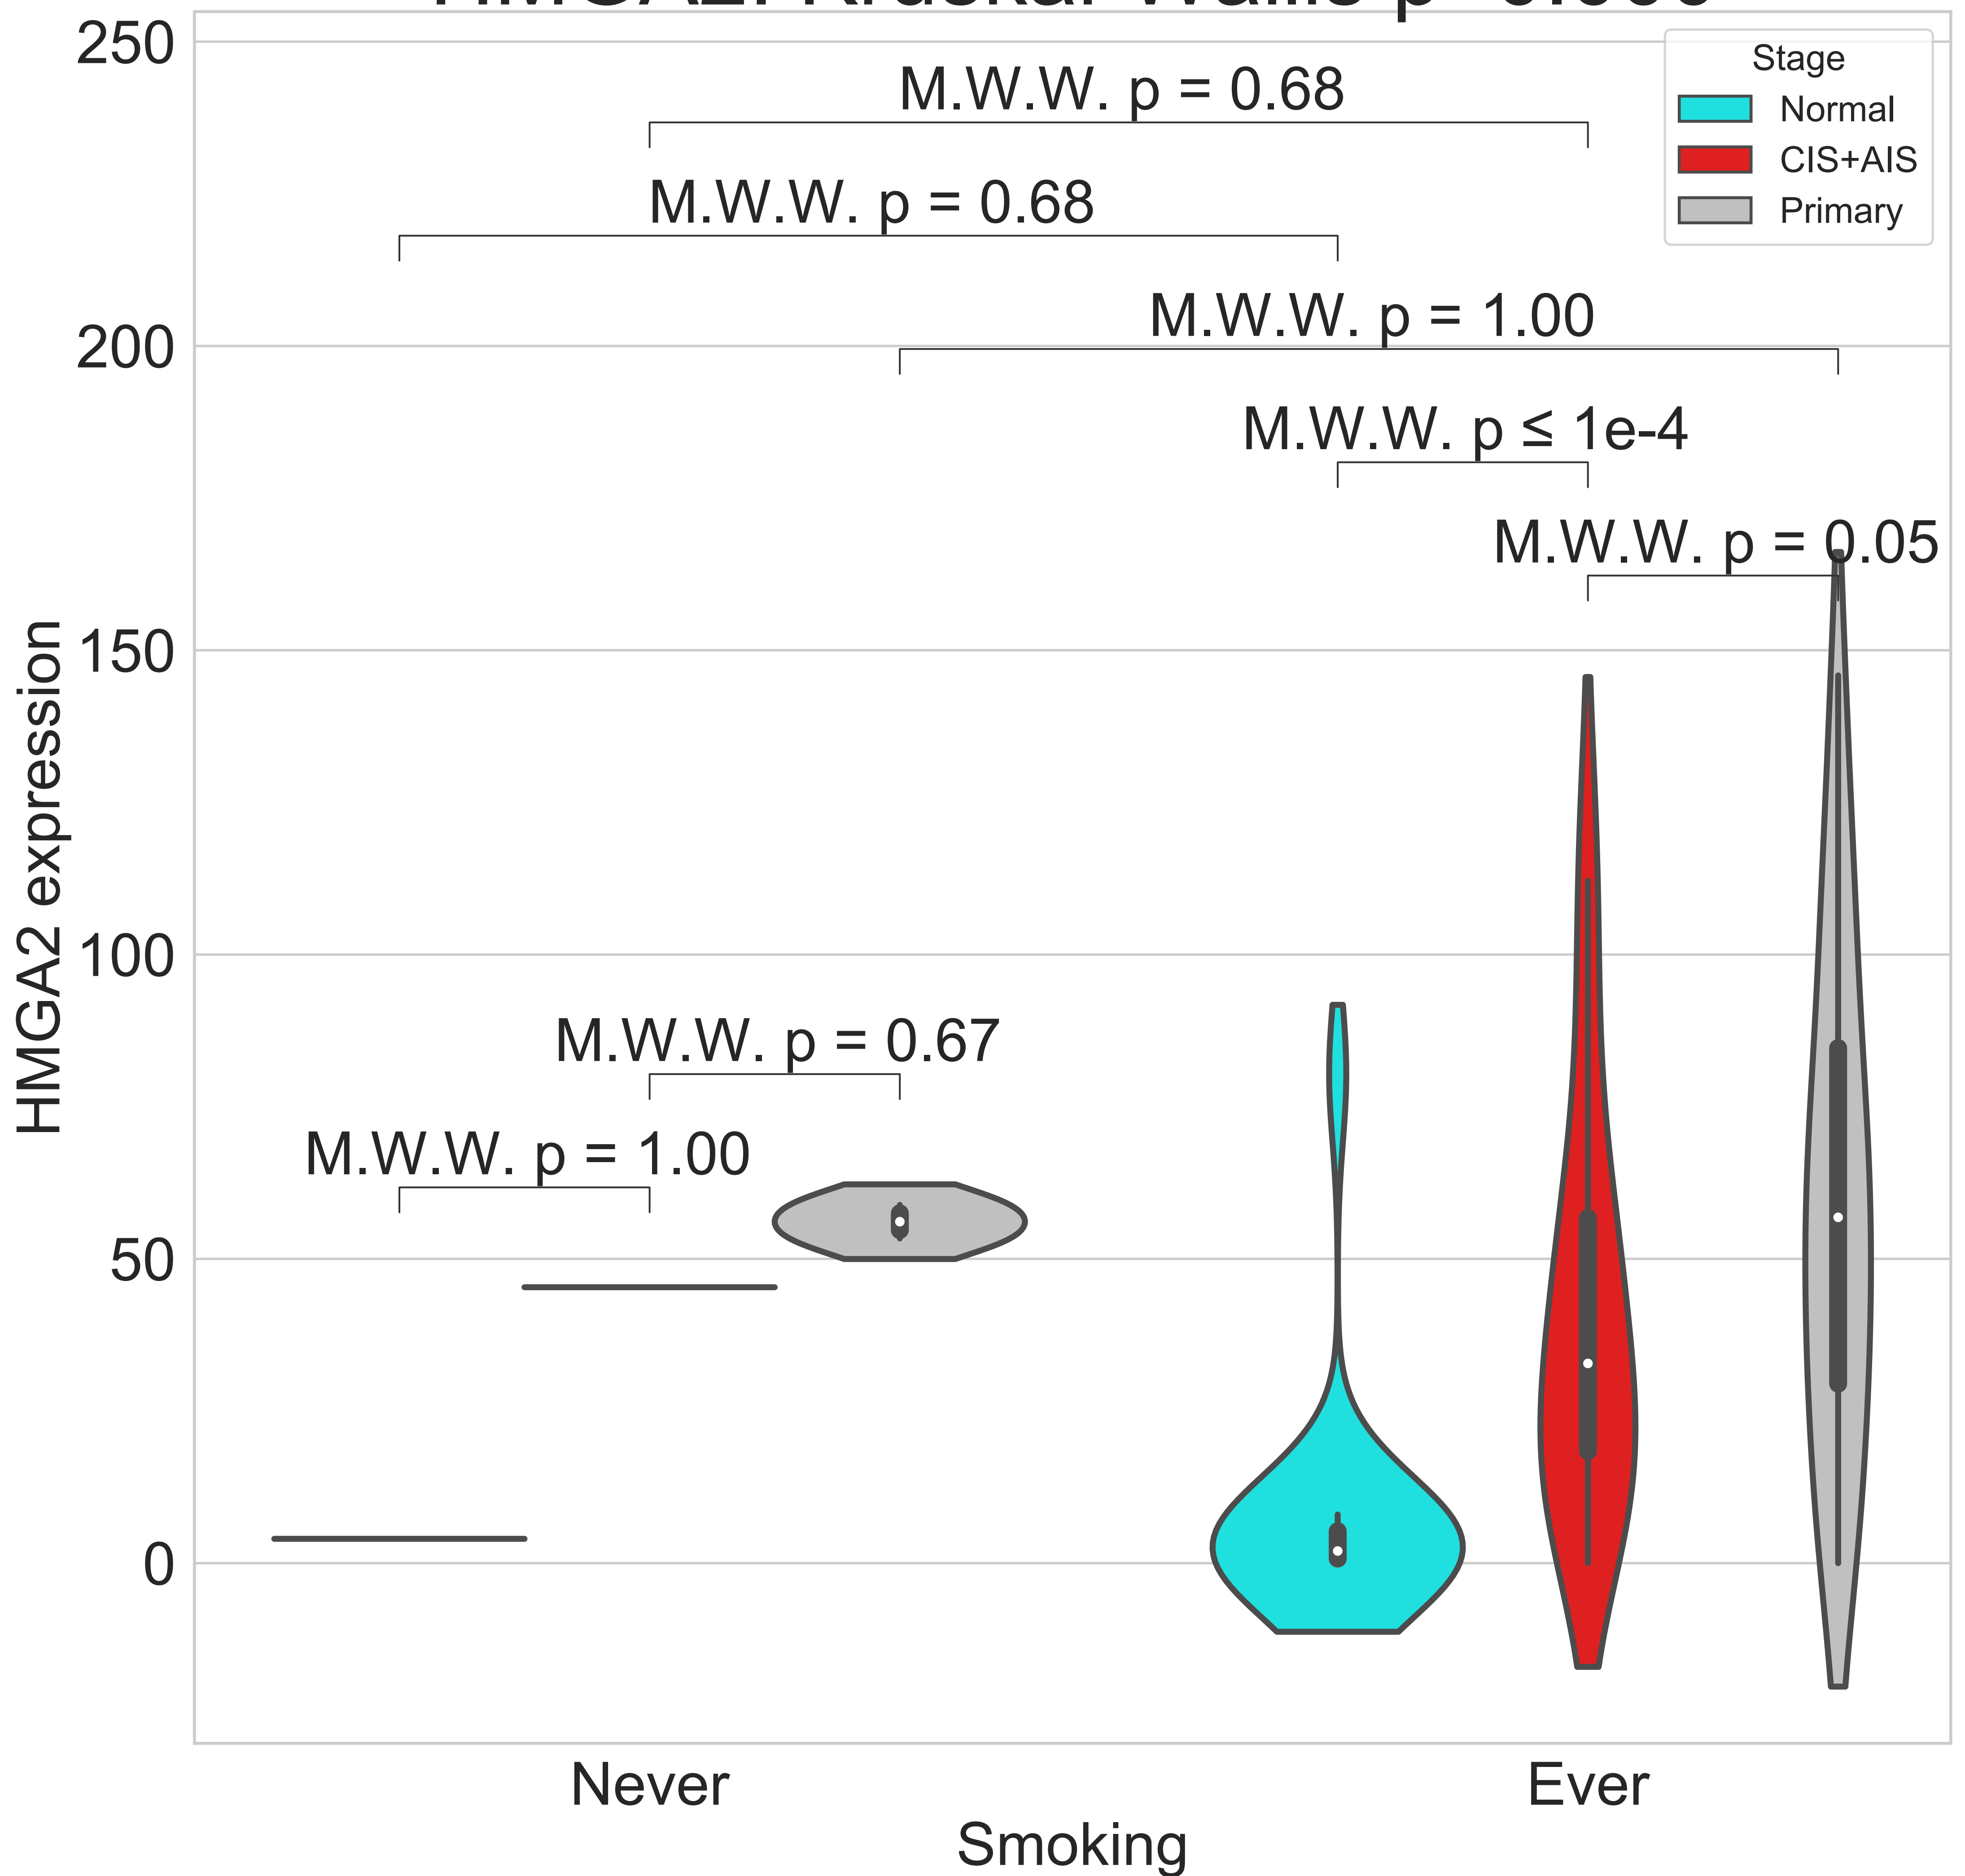 250
M.W.W. p = 0.68
Stage
Normal
CIS+AIS
Primary
M.W.W. p = 0.68
M.W.W. p = 1.00
200
M.W.W. p ≤ 1e-4
M.W.W. p = 0.05
150
HMGA2 expression
100
M.W.W. p = 0.67
M.W.W. p = 1.00
50
0
Never
Ever
Smoking